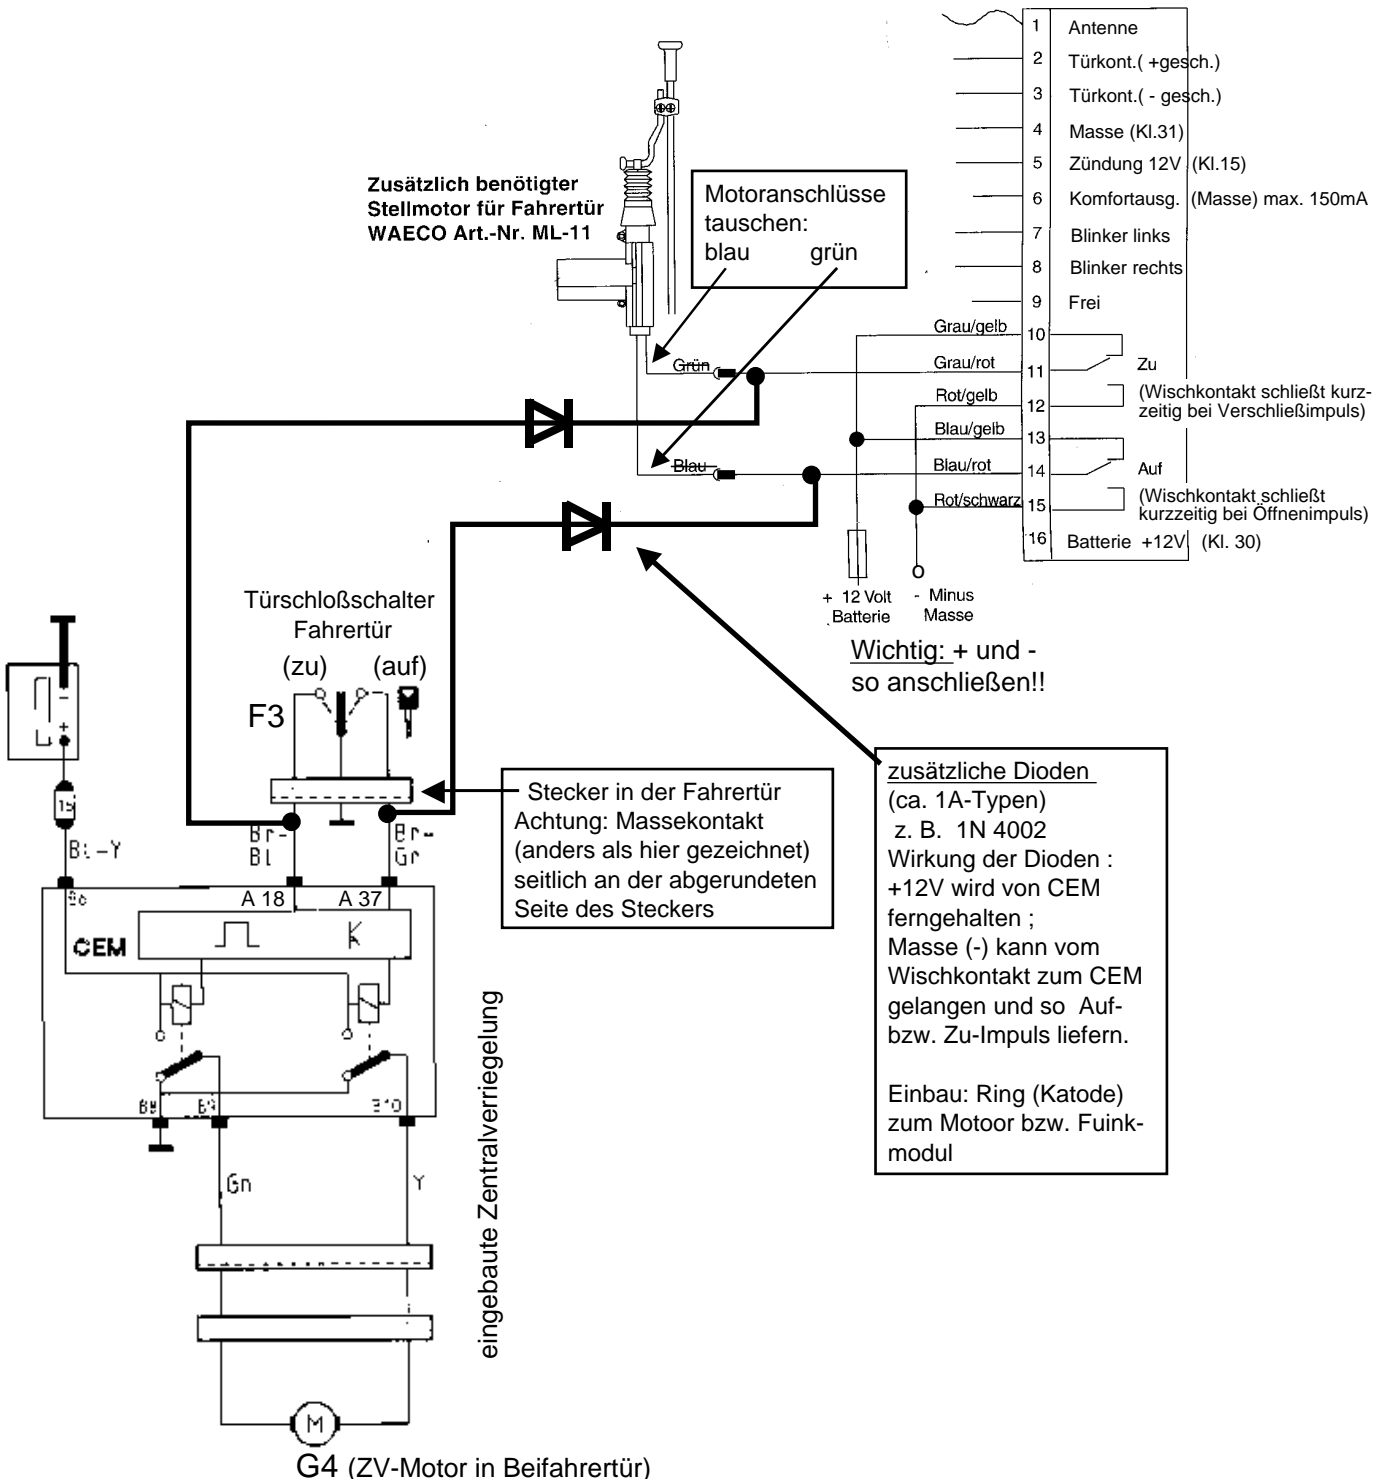 1 Antenne
2 Türkont.( +gesch.)
3 Türkont.( - gesch.)
4 Masse (Kl.31)
5 Zündung 12V (Kl.15)
6 Komfortausg. (Masse) max. 150mA
7 Blinker links
8 Blinker rechts
9 Frei
Grau/gelb 10
Grau/rot 11 Zu
Rot/gelb 12 (Wischkontakt schließt kurz-
zeitig bei Verschließimpuls)
Blau/gelb 13
Blau/rot 14 Auf
Rot/schwarz 15 (Wischkontakt schließt
kurzzeitig bei Öffnenimpuls)
16 Batterie +12V (Kl. 30)
Zusätzlich benötigter
Stellmotor für Fahrertür
WAECO Art.-Nr. ML-11
Motoranschlüsse
tauschen:
blau grün
Grün
Blau
+ 12 Volt
Batterie
- Minus
Masse
Wichtig: + und -
so anschließen!!
Türschloßschalter
Fahrertür
(zu) (auf)
F3
- +
15
Bl-Y
Br-
Bl
Br-
Gr
Stecker in der Fahrertür
Achtung: Massekontakt
(anders als hier gezeichnet)
seitlich an der abgerundeten
Seite des Steckers
zusätzliche Dioden
(ca. 1A-Typen)
z. B. 1N 4002
Wirkung der Dioden :
+12V wird von CEM
ferngehalten ;
Masse (-) kann vom
Wischkontakt zum CEM
gelangen und so Auf-
bzw. Zu-Impuls liefern.
Einbau: Ring (Katode)
zum Motoor bzw. Fuink-
modul
A 18 A 37
CEM
B8 B9 B10
Gn Y
eingebaute Zentralverriegelung
M
G4 (ZV-Motor in Beifahrertür)